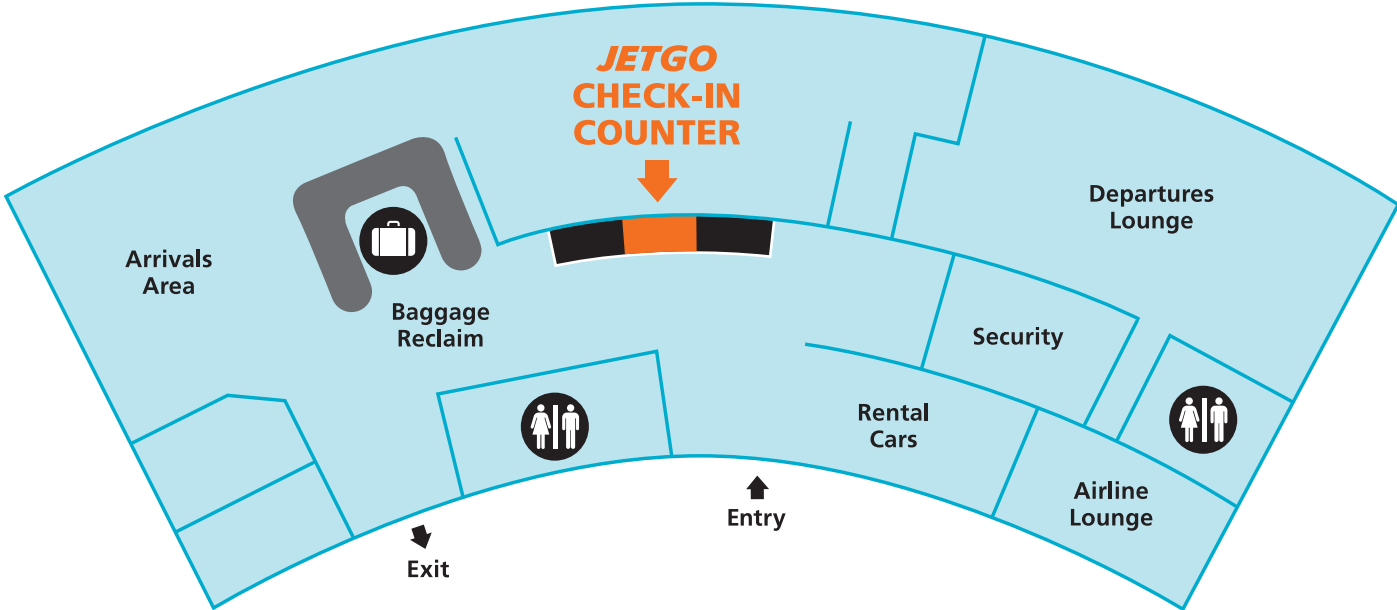 JETGO
CHECK-IN
COUNTER
Departures
Lounge
Arrivals
Area
Baggage
Reclaim
Security
Rental
Cars
Airline
Lounge
Entry
Exit